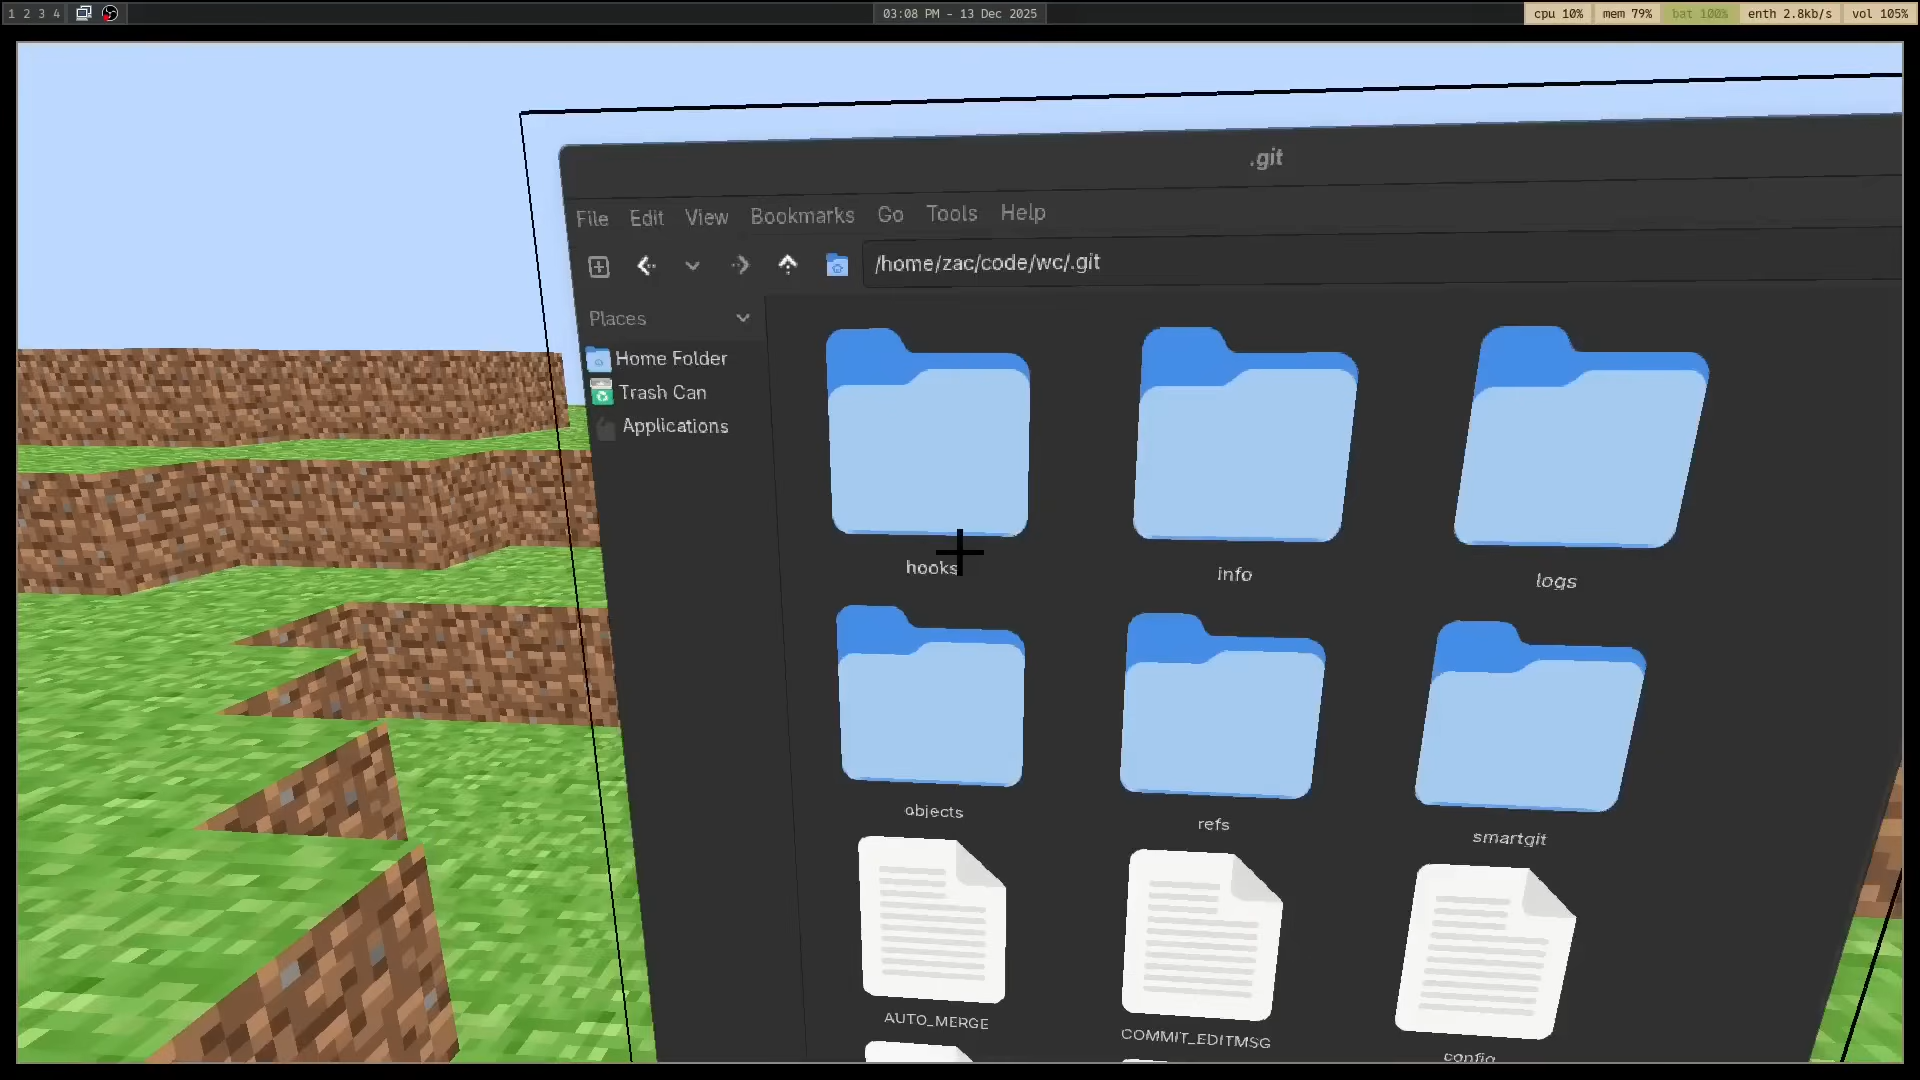 1 2 3 4
03:08 PM - 13 Dec 2025
cpu 10% mem 79% bat 100% enth 2.8kb/s vol 105%
.git
File Edit View Bookmarks Go Tools Help
/home/zac/code/wc/.git
Places
Home Folder
Trash Can
Applications
hooks info logs
objects refs smartgit
AUTO_MERGE COMMIT_EDITMSG config